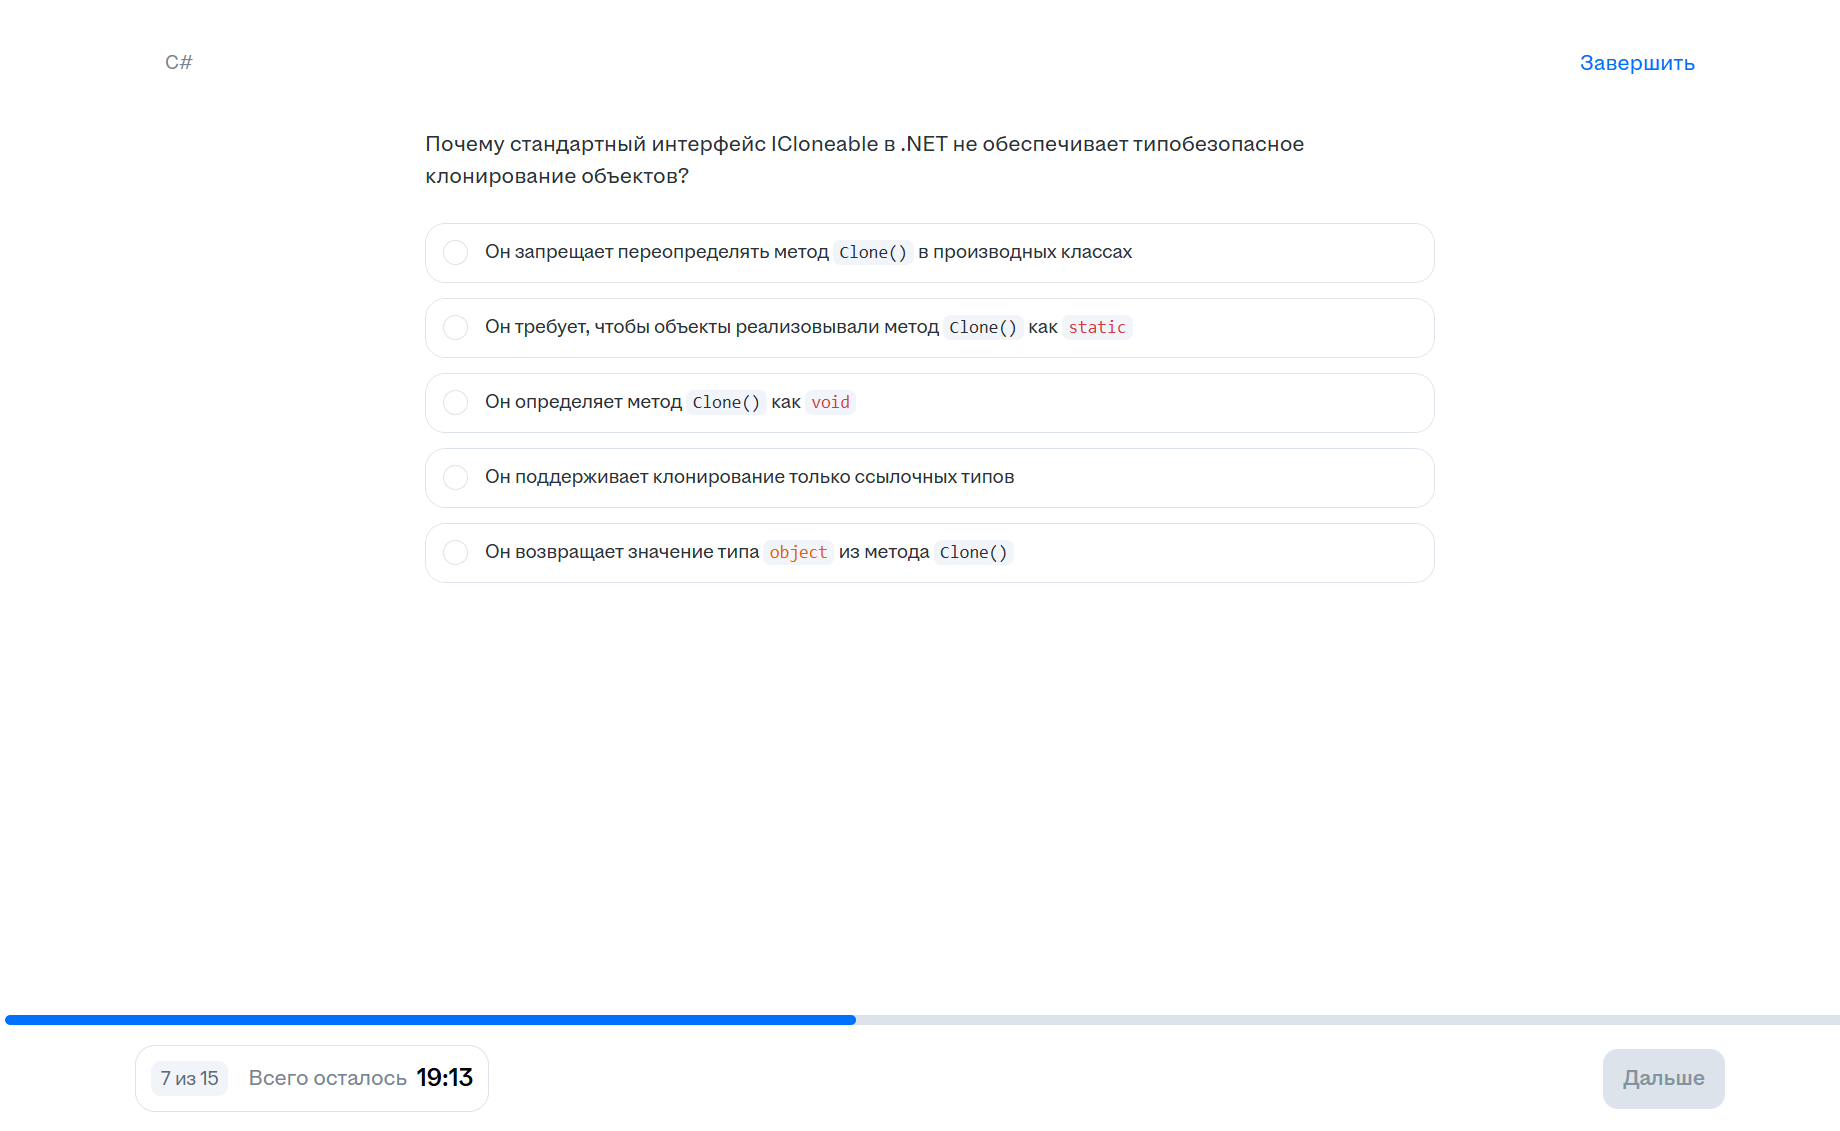 C#
Завершить
Почему стандартный интерфейс ICloneable в .NET не обеспечивает типобезопасное
клонирование объектов?
Он запрещает переопределять метод Clone() в производных классах
Он требует, чтобы объекты реализовывали метод Clone() как static
Он определяет метод Clone() как void
Он поддерживает клонирование только ссылочных типов
Он возвращает значение типа object из метода Clone()
7 из 15 Всего осталось 19:13
Дальше